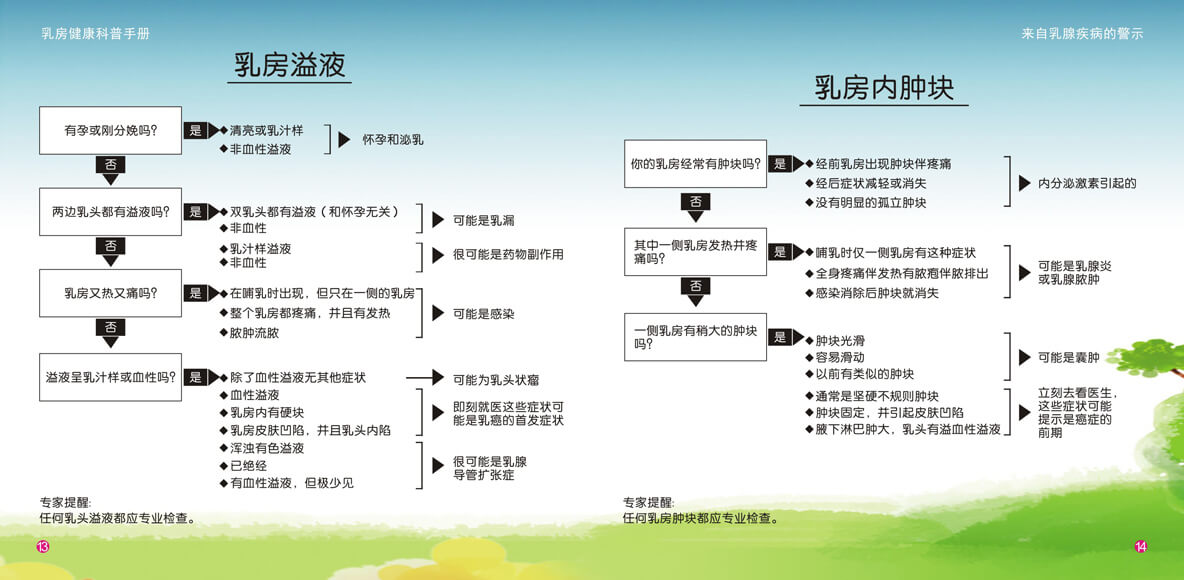 乳房健康科普手册
乳房溢液
有孕或刚分娩吗?
是
◆清亮或乳汁样
◆非血性溢液
怀孕和泌乳
否
两边乳头都有溢液吗?
是
◆双乳头都有溢液（和怀孕无关）
◆非血性
可能是乳漏
◆乳汁样溢液
◆非血性
很可能是药物副作用
否
乳房又热又痛吗?
是
◆在哺乳时出现，但只在一侧的乳房
◆整个乳房都疼痛，并且有发热
◆脓肿流脓
可能是感染
否
溢液呈乳汁样或血性吗?
是
◆除了血性溢液无其他症状
可能为乳头状瘤
◆血性溢液
◆乳房内有硬块
◆乳房皮肤凹陷，并且乳头内陷
即刻就医这些症状可
能是乳癌的首发症状
◆浑浊有色溢液
◆已绝经
◆有血性溢液，但极少见
很可能是乳腺
导管扩张症
专家提醒:
任何乳头溢液都应专业检查。
13
来自乳腺疾病的警示
乳房内肿块
你的乳房经常有肿块吗?
是
◆经前乳房出现肿块伴疼痛
◆经后症状减轻或消失
◆没有明显的孤立肿块
内分泌激素引起的
否
其中一侧乳房发热并疼
痛吗?
是
◆哺乳时仅一侧乳房有这种症状
◆全身疼痛伴发热有脓疱伴脓排出
◆感染消除后肿块就消失
可能是乳腺炎
或乳腺脓肿
否
一侧乳房有稍大的肿块
吗?
是
◆肿块光滑
◆容易滑动
◆以前有类似的肿块
可能是囊肿
◆通常是坚硬不规则肿块
◆肿块固定，并引起皮肤凹陷
◆腋下淋巴肿大，乳头有溢血性溢液
立刻去看医生，
这些症状可能
提示是癌症的
前期
专家提醒:
任何乳房肿块都应专业检查。
14